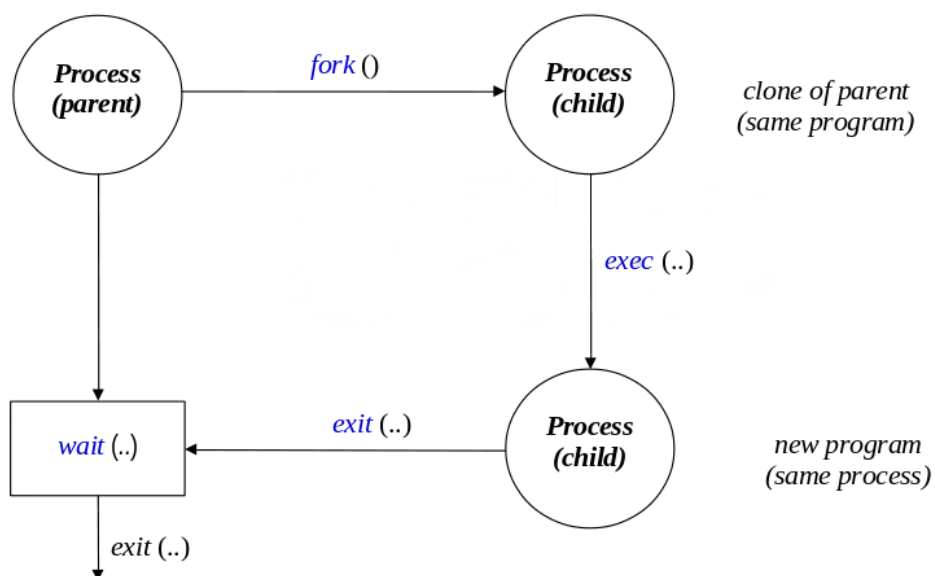 Process
(parent)
fork ()
Process
(child)
clone of parent
(same program)
exec (..)
wait (..)
exit (..)
Process
(child)
new program
(same process)
exit (..)